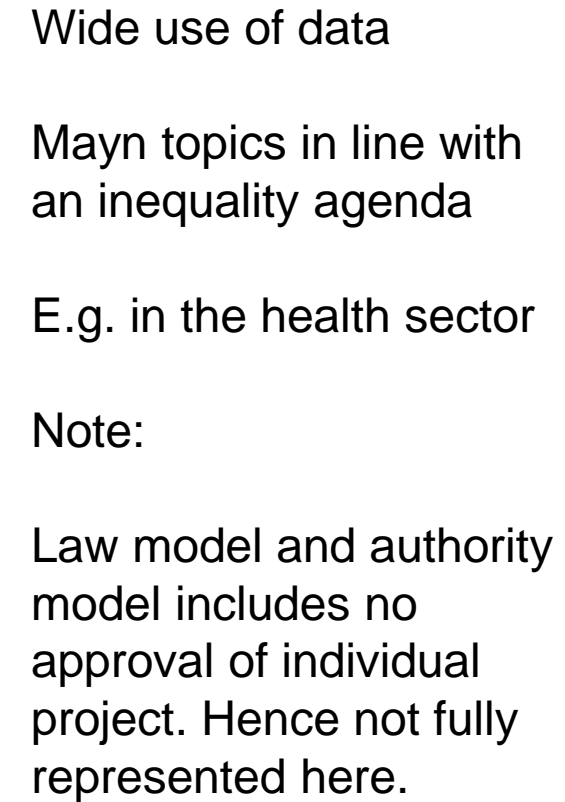 Wide use of data
Mayn topics in line with
an inequality agenda
E.g. in the health sector
Note:
Law model and authority
model includes no
approval of individual
project. Hence not fully
represented here.